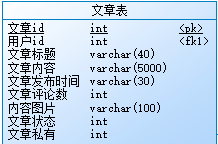 文章表
文章id int <pk>
用户id int <fk1>
文章标题 varchar(40)
文章内容 varchar(5000)
文章发布时间 varchar(30)
文章评论数 int
内容图片 varchar(100)
文章状态 int
文章私有 int